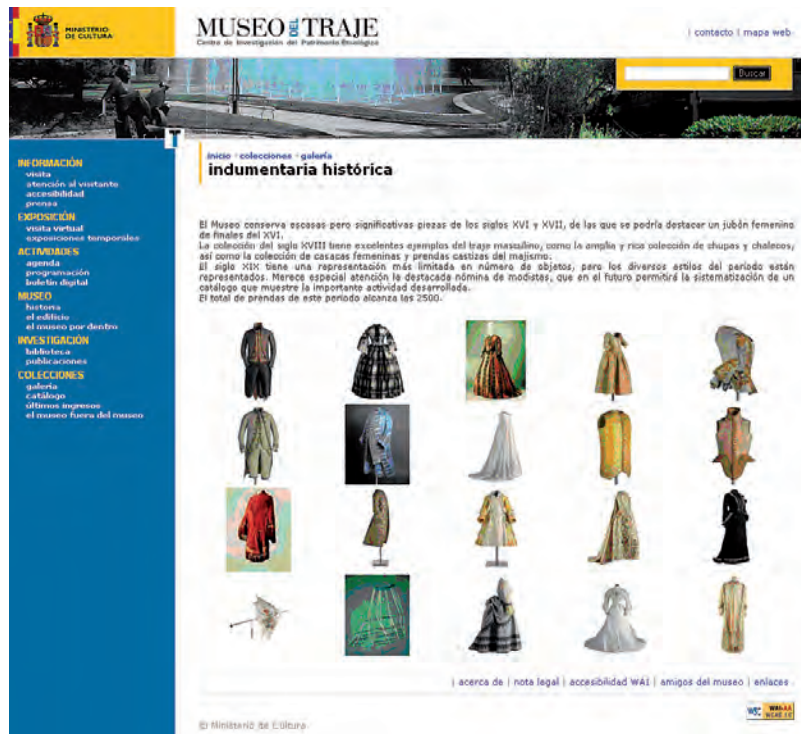 MINISTERIO
DE CULTURA
MUSEO DEL TRAJE
Centro de Investigación del Patrimonio Etnológico
| contacto | mapa web
Buscar
T
INFORMACIÓN
visita
atención al visitante
accesibilidad
prensa
EXPOSICIÓN
visita virtual
exposiciones temporales
ACTIVIDADES
agenda
programación
boletín digital
MUSEO
historia
el edificio
el museo por dentro
INVESTIGACIÓN
biblioteca
publicaciones
COLECCIONES
galería
catálogo
últimos ingresos
el museo fuera del museo
inicio · colecciones · galería
indumentaria histórica
El Museo conserva escasas pero significativas piezas de los siglos XVI y XVII, de las que se podría destacar un jubón femenino
de finales del XVI.
La colección del siglo XVIII tiene excelentes ejemplos del traje masculino, como la amplia y rica colección de chupas y chalecos,
así como la colección de casacas femeninas y prendas castizas del majismo.
El siglo XIX tiene una representación más limitada en número de objetos, pero los diversos estilos del período están
representados. Merece especial atención la destacada nómina de modistas, que en el futuro permitirá la sistematización de un
catálogo que muestre la importante actividad desarrollada.
El total de prendas de este período alcanza las 2500.
| acerca de | nota legal | accesibilidad WAI | amigos del museo | enlaces
W3C WAI-AA WCAG 1.0
© Ministerio de Cultura